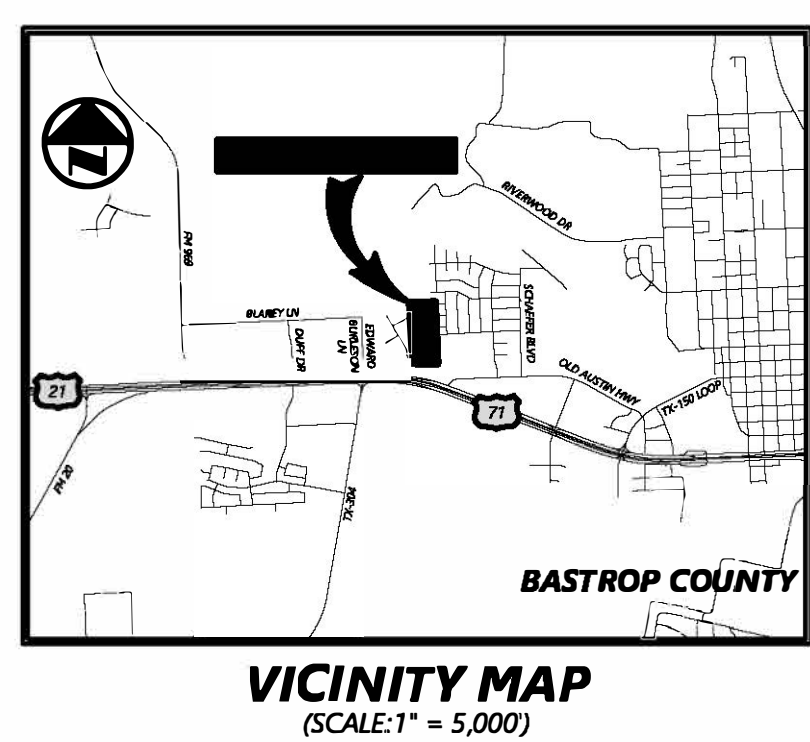 N
RIVERWOOD DR
FM 969
BLAKEY LN
DUFF DR
EDWARD
BURLESON
LN
SCHAEFER BLVD
OLD AUSTIN HWY
TX-150 LOOP
21
71
FM 20
TX-304
BASTROP COUNTY
VICINITY MAP
(SCALE:1" = 5,000')